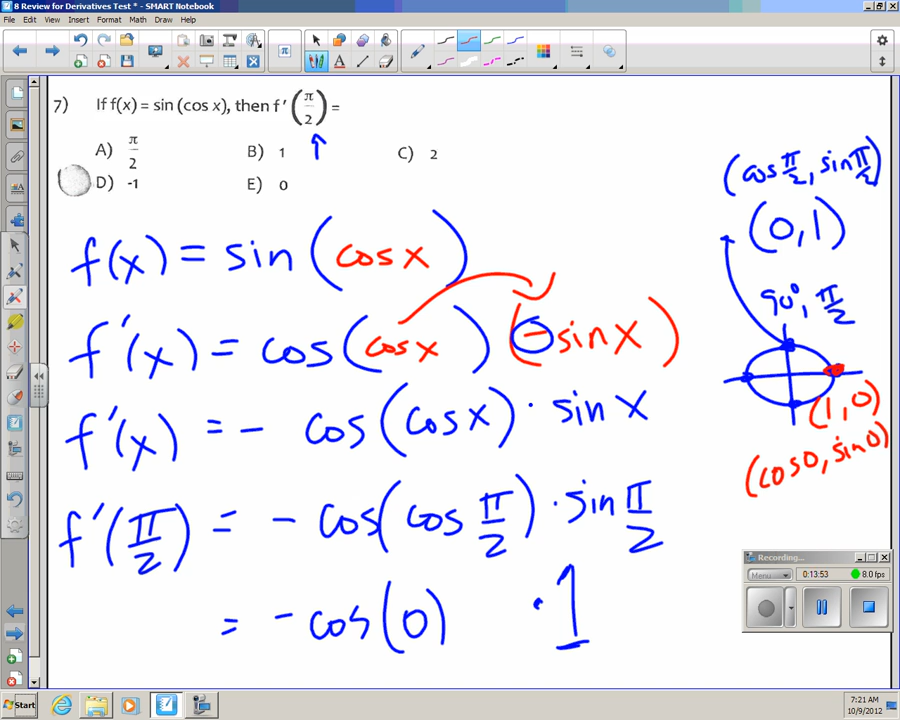 8 Review for Derivatives Test * - SMART Notebook
File Edit View Insert Format Math Draw Help
7) If f(x) = sin (cos x), then f' (π/2) =
A) π/2 B) 1 C) 2
D) -1 E) 0
f(x) = sin (cos x)
f'(x) = cos (cos x) (- sin x)
f'(x) = - cos (cos x) · sin x
f'(π/2) = - cos (cos π/2) · sin π/2
= - cos (0) · 1
(cos π/2, sin π/2)
(0, 1)
90°, π/2
(1, 0)
(cos 0, sin 0)
Recording...
Menu 0:13:53 8.0 fps
Start
7:21 AM
10/9/2012